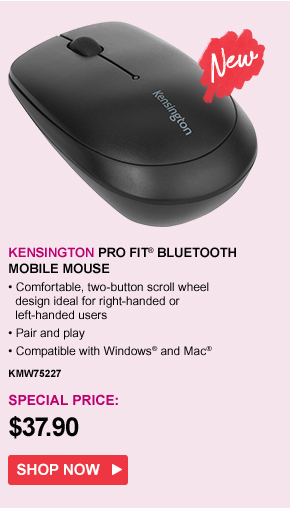 New
Kensington
KENSINGTON PRO FIT® BLUETOOTH
MOBILE MOUSE
• Comfortable, two-button scroll wheel
design ideal for right-handed or
left-handed users
• Pair and play
• Compatible with Windows® and Mac®
KMW75227
SPECIAL PRICE:
$37.90
SHOP NOW